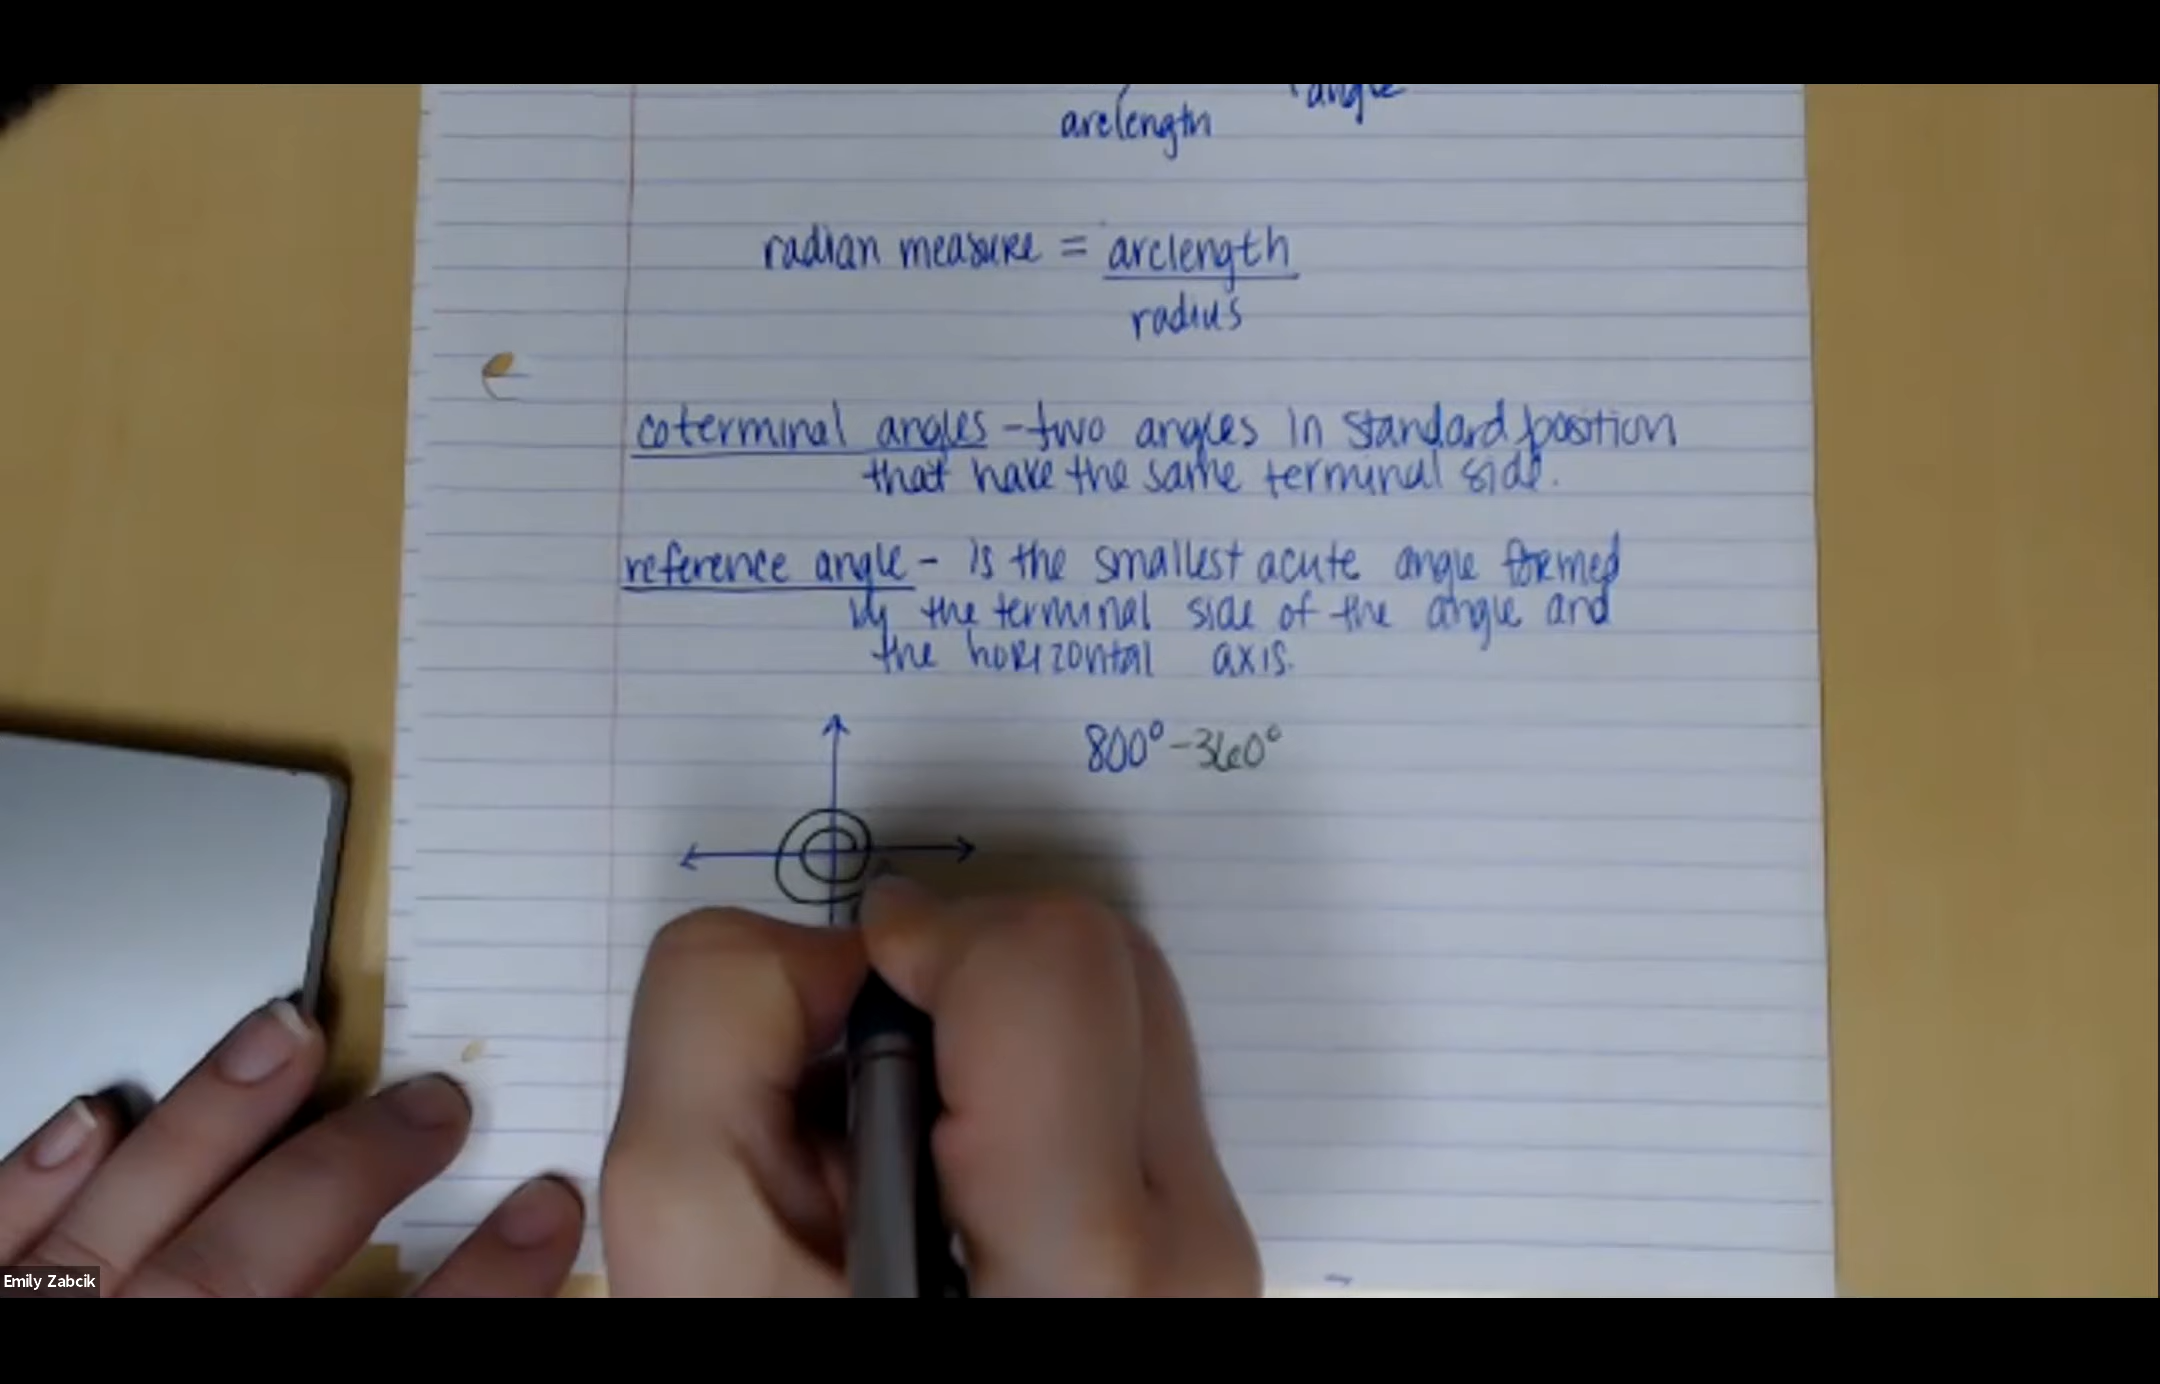 angle
arclength
radian measure = arclength
radius
coterminal angles - two angles in standard position
that have the same terminal side.
reference angle - is the smallest acute angle formed
by the terminal side of the angle and
the horizontal axis.
800° - 360°
Emily Zabcik